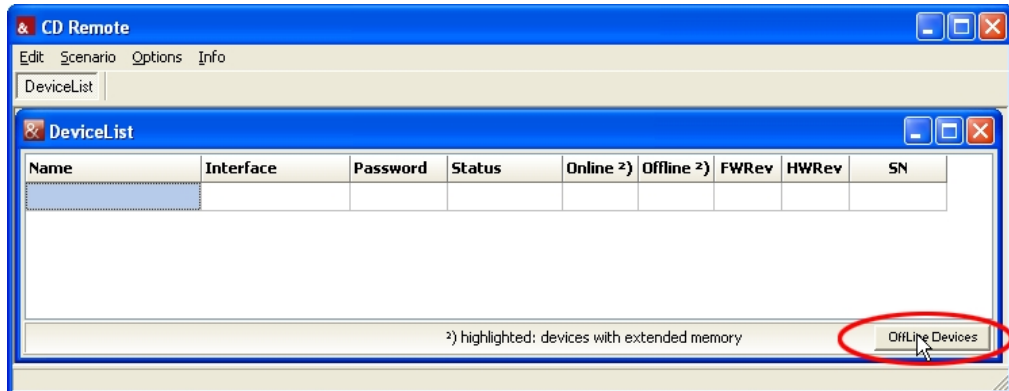 & CD Remote
Edit Scenario Options Info
DeviceList
& DeviceList
Name Interface Password Status Online ²) Offline ²) FWRev HWRev SN
²) highlighted: devices with extended memory OffLine Devices